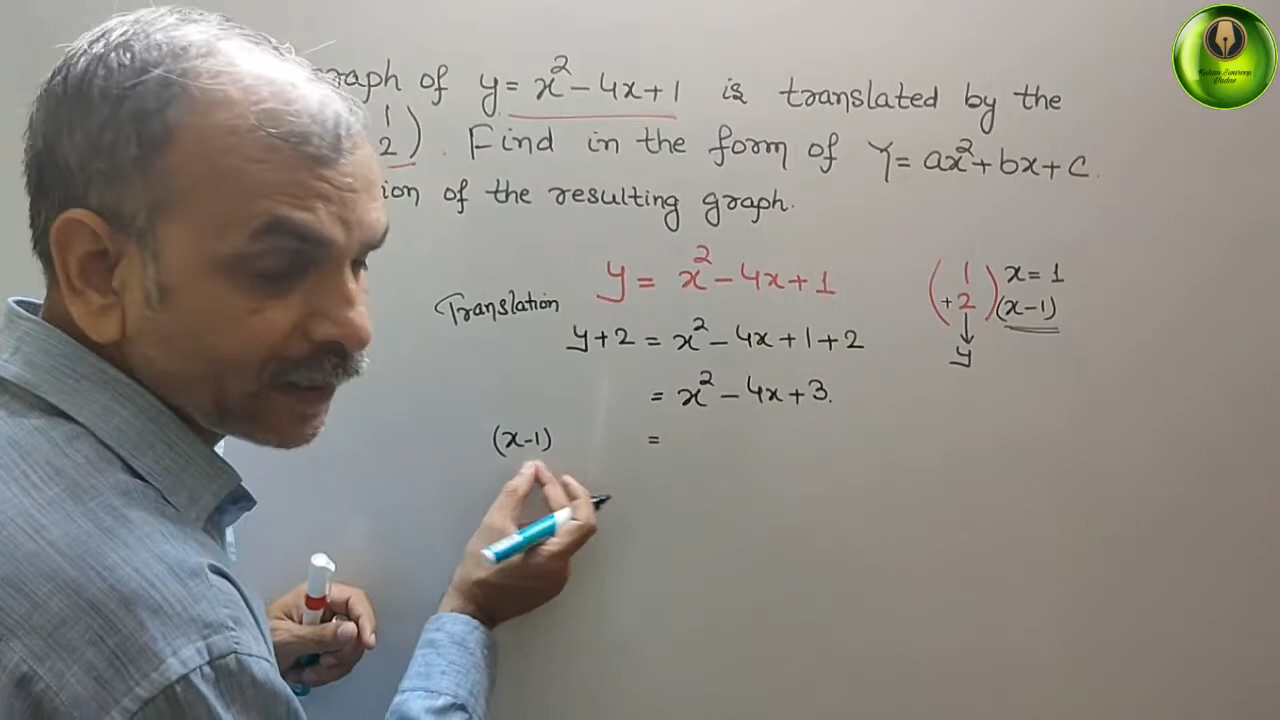 raph of y = x² - 4x + 1 is translated by the
1
2) . Find in the form of Y = ax² + bx + c.
ion of the resulting graph.
y = x² - 4x + 1
(1
+2) x = 1
(x-1)
y
Translation
y + 2 = x² - 4x + 1 + 2
= x² - 4x + 3.
(x-1) =